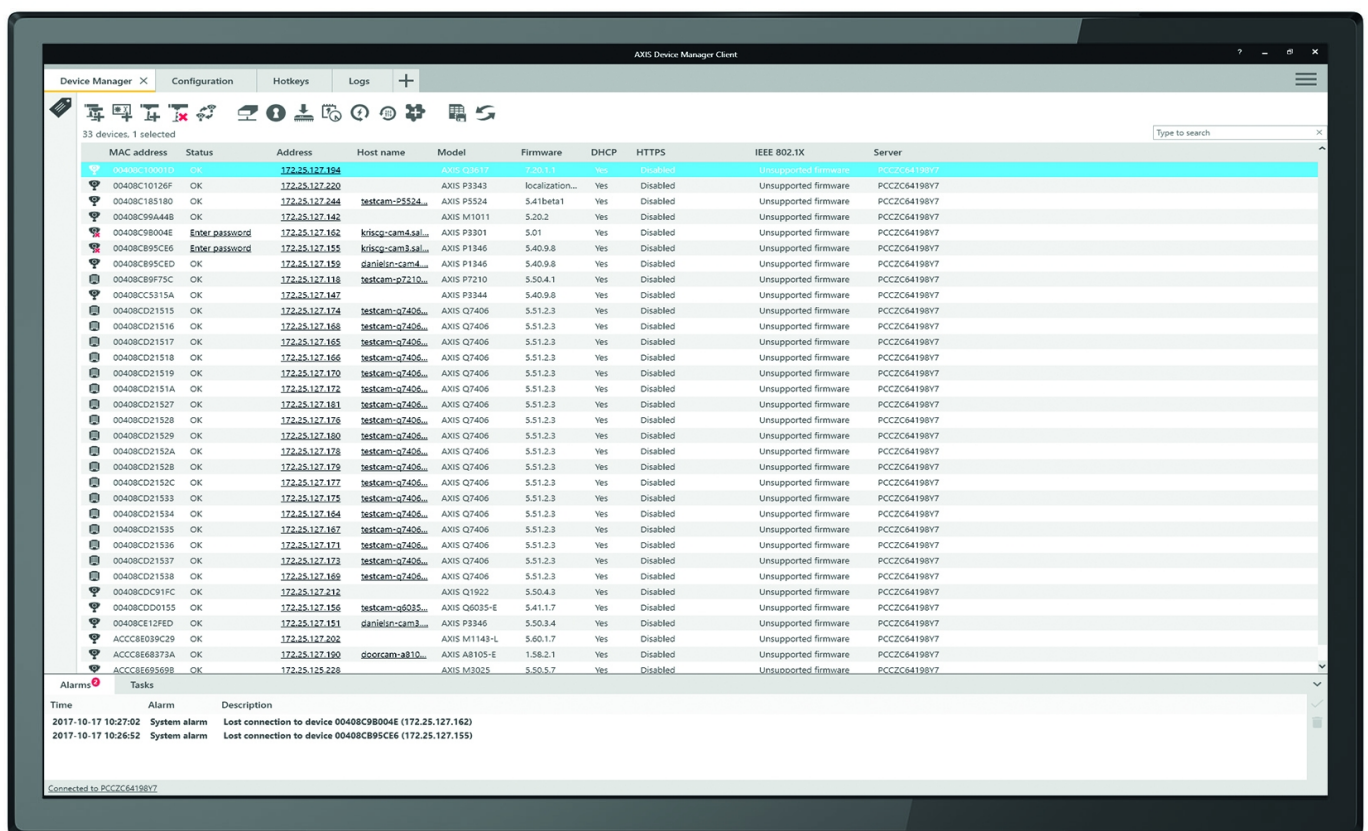 AXIS Device Manager Client
Device Manager Configuration Hotkeys Logs
33 devices, 1 selected
Type to search
MAC address Status Address Host name Model Firmware DHCP HTTPS IEEE 802.1X Server
00408C10001D OK 172.25.127.194 AXIS Q3617 7.20.1.1 Yes Disabled Unsupported firmware PCCZC64198Y7
00408C10126F OK 172.25.127.220 AXIS P3343 localization... Yes Disabled Unsupported firmware PCCZC64198Y7
00408C185180 OK 172.25.127.244 testcam-P5524... AXIS P5524 5.41beta1 Yes Disabled Unsupported firmware PCCZC64198Y7
00408C99A44B OK 172.25.127.142 AXIS M1011 5.20.2 Yes Disabled Unsupported firmware PCCZC64198Y7
00408C9B004E Enter password 172.25.127.162 kriscg-cam4.sal... AXIS P3301 5.01 Yes Disabled Unsupported firmware PCCZC64198Y7
00408CB95CE6 Enter password 172.25.127.155 kriscg-cam3.sal... AXIS P1346 5.40.9.8 Yes Disabled Unsupported firmware PCCZC64198Y7
00408CB95CED OK 172.25.127.159 danielsn-cam4.... AXIS P1346 5.40.9.8 Yes Disabled Unsupported firmware PCCZC64198Y7
00408CB9F75C OK 172.25.127.118 testcam-p7210... AXIS P7210 5.50.4.1 Yes Disabled Unsupported firmware PCCZC64198Y7
00408CC5315A OK 172.25.127.147 AXIS P3344 5.40.9.8 Yes Disabled Unsupported firmware PCCZC64198Y7
00408CD21515 OK 172.25.127.174 testcam-q7406... AXIS Q7406 5.51.2.3 Yes Disabled Unsupported firmware PCCZC64198Y7
00408CD21516 OK 172.25.127.168 testcam-q7406... AXIS Q7406 5.51.2.3 Yes Disabled Unsupported firmware PCCZC64198Y7
00408CD21517 OK 172.25.127.165 testcam-q7406... AXIS Q7406 5.51.2.3 Yes Disabled Unsupported firmware PCCZC64198Y7
00408CD21518 OK 172.25.127.166 testcam-q7406... AXIS Q7406 5.51.2.3 Yes Disabled Unsupported firmware PCCZC64198Y7
00408CD21519 OK 172.25.127.170 testcam-q7406... AXIS Q7406 5.51.2.3 Yes Disabled Unsupported firmware PCCZC64198Y7
00408CD2151A OK 172.25.127.172 testcam-q7406... AXIS Q7406 5.51.2.3 Yes Disabled Unsupported firmware PCCZC64198Y7
00408CD21527 OK 172.25.127.181 testcam-q7406... AXIS Q7406 5.51.2.3 Yes Disabled Unsupported firmware PCCZC64198Y7
00408CD21528 OK 172.25.127.176 testcam-q7406... AXIS Q7406 5.51.2.3 Yes Disabled Unsupported firmware PCCZC64198Y7
00408CD21529 OK 172.25.127.180 testcam-q7406... AXIS Q7406 5.51.2.3 Yes Disabled Unsupported firmware PCCZC64198Y7
00408CD2152A OK 172.25.127.178 testcam-q7406... AXIS Q7406 5.51.2.3 Yes Disabled Unsupported firmware PCCZC64198Y7
00408CD2152B OK 172.25.127.179 testcam-q7406... AXIS Q7406 5.51.2.3 Yes Disabled Unsupported firmware PCCZC64198Y7
00408CD2152C OK 172.25.127.177 testcam-q7406... AXIS Q7406 5.51.2.3 Yes Disabled Unsupported firmware PCCZC64198Y7
00408CD21533 OK 172.25.127.175 testcam-q7406... AXIS Q7406 5.51.2.3 Yes Disabled Unsupported firmware PCCZC64198Y7
00408CD21534 OK 172.25.127.164 testcam-q7406... AXIS Q7406 5.51.2.3 Yes Disabled Unsupported firmware PCCZC64198Y7
00408CD21535 OK 172.25.127.167 testcam-q7406... AXIS Q7406 5.51.2.3 Yes Disabled Unsupported firmware PCCZC64198Y7
00408CD21536 OK 172.25.127.171 testcam-q7406... AXIS Q7406 5.51.2.3 Yes Disabled Unsupported firmware PCCZC64198Y7
00408CD21537 OK 172.25.127.173 testcam-q7406... AXIS Q7406 5.51.2.3 Yes Disabled Unsupported firmware PCCZC64198Y7
00408CD21538 OK 172.25.127.169 testcam-q7406... AXIS Q7406 5.51.2.3 Yes Disabled Unsupported firmware PCCZC64198Y7
00408CDC91FC OK 172.25.127.212 AXIS Q1922 5.50.4.3 Yes Disabled Unsupported firmware PCCZC64198Y7
00408CDD0155 OK 172.25.127.156 testcam-q6035... AXIS Q6035-E 5.41.1.7 Yes Disabled Unsupported firmware PCCZC64198Y7
00408CE12FED OK 172.25.127.151 danielsn-cam3.... AXIS P3346 5.50.3.4 Yes Disabled Unsupported firmware PCCZC64198Y7
ACCC8E039C29 OK 172.25.127.202 AXIS M1143-L 5.60.1.7 Yes Disabled Unsupported firmware PCCZC64198Y7
ACCC8E68373A OK 172.25.127.190 doorcam-a810... AXIS A8105-E 1.58.2.1 Yes Disabled Unsupported firmware PCCZC64198Y7
ACCC8E69569B OK 172.25.125.228 AXIS M3025 5.50.5.7 Yes Disabled Unsupported firmware PCCZC64198Y7
Alarms 2 Tasks
Time Alarm Description
2017-10-17 10:27:02 System alarm Lost connection to device 00408C9B004E (172.25.127.162)
2017-10-17 10:26:52 System alarm Lost connection to device 00408CB95CE6 (172.25.127.155)
Connected to PCCZC64198Y7